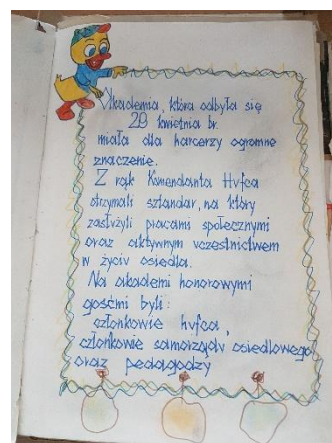 Akademia, która odbyła się
29 kwietnia br.
miała dla harcerzy ogromne
znaczenie.
Z rąk Komendanta Hufca
otrzymali sztandar, na który
zasłużyli pracami społecznymi
oraz aktywnym uczestnictwem
w życiu osiedla.
Na akademi honorowymi
gośćmi byli:
członkowie hufca,
członkowie samorządu osiedlowego
oraz pedagodzy